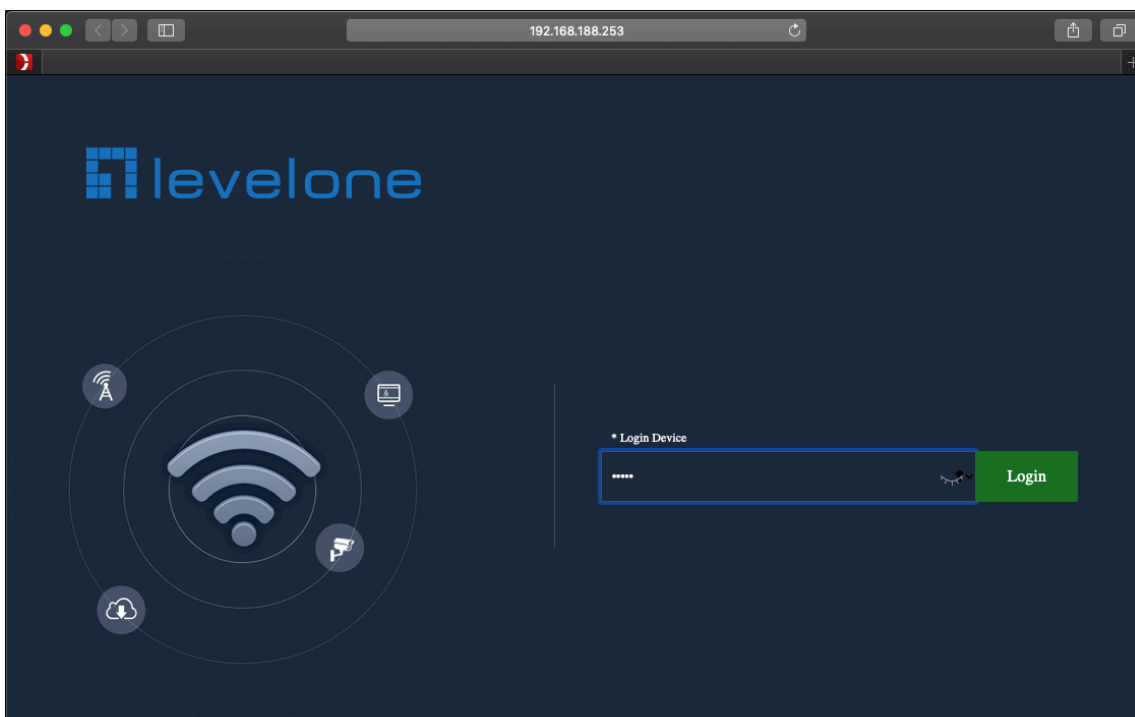 192.168.188.253
levelone
* Login Device
•••••
Login